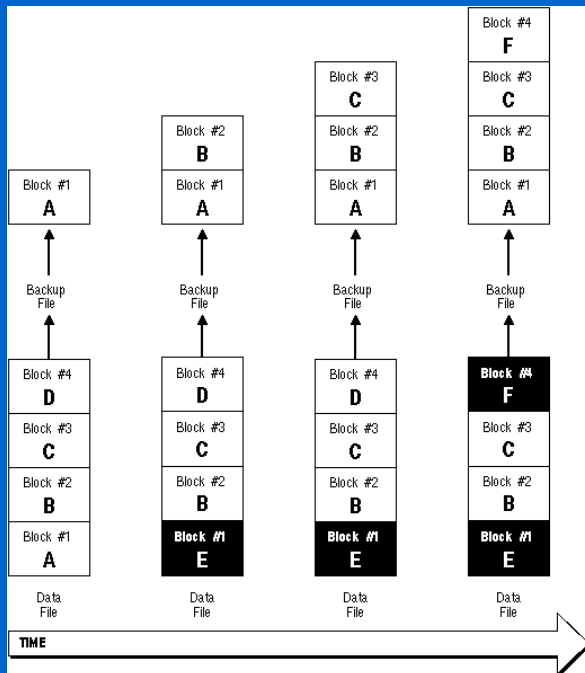 Block #4
F
Block #3
C
Block #2
B
Block #1
A
Block #3
C
Block #2
B
Block #1
A
Block #2
B
Block #1
A
Block #1
A
Backup
File
Backup
File
Backup
File
Backup
File
Block #4
D
Block #3
C
Block #2
B
Block #1
A
Data
File
Block #4
D
Block #3
C
Block #2
B
Block #1
E
Data
File
Block #4
D
Block #3
C
Block #2
B
Block #1
E
Data
File
Block #4
F
Block #3
C
Block #2
B
Block #1
E
Data
File
TIME